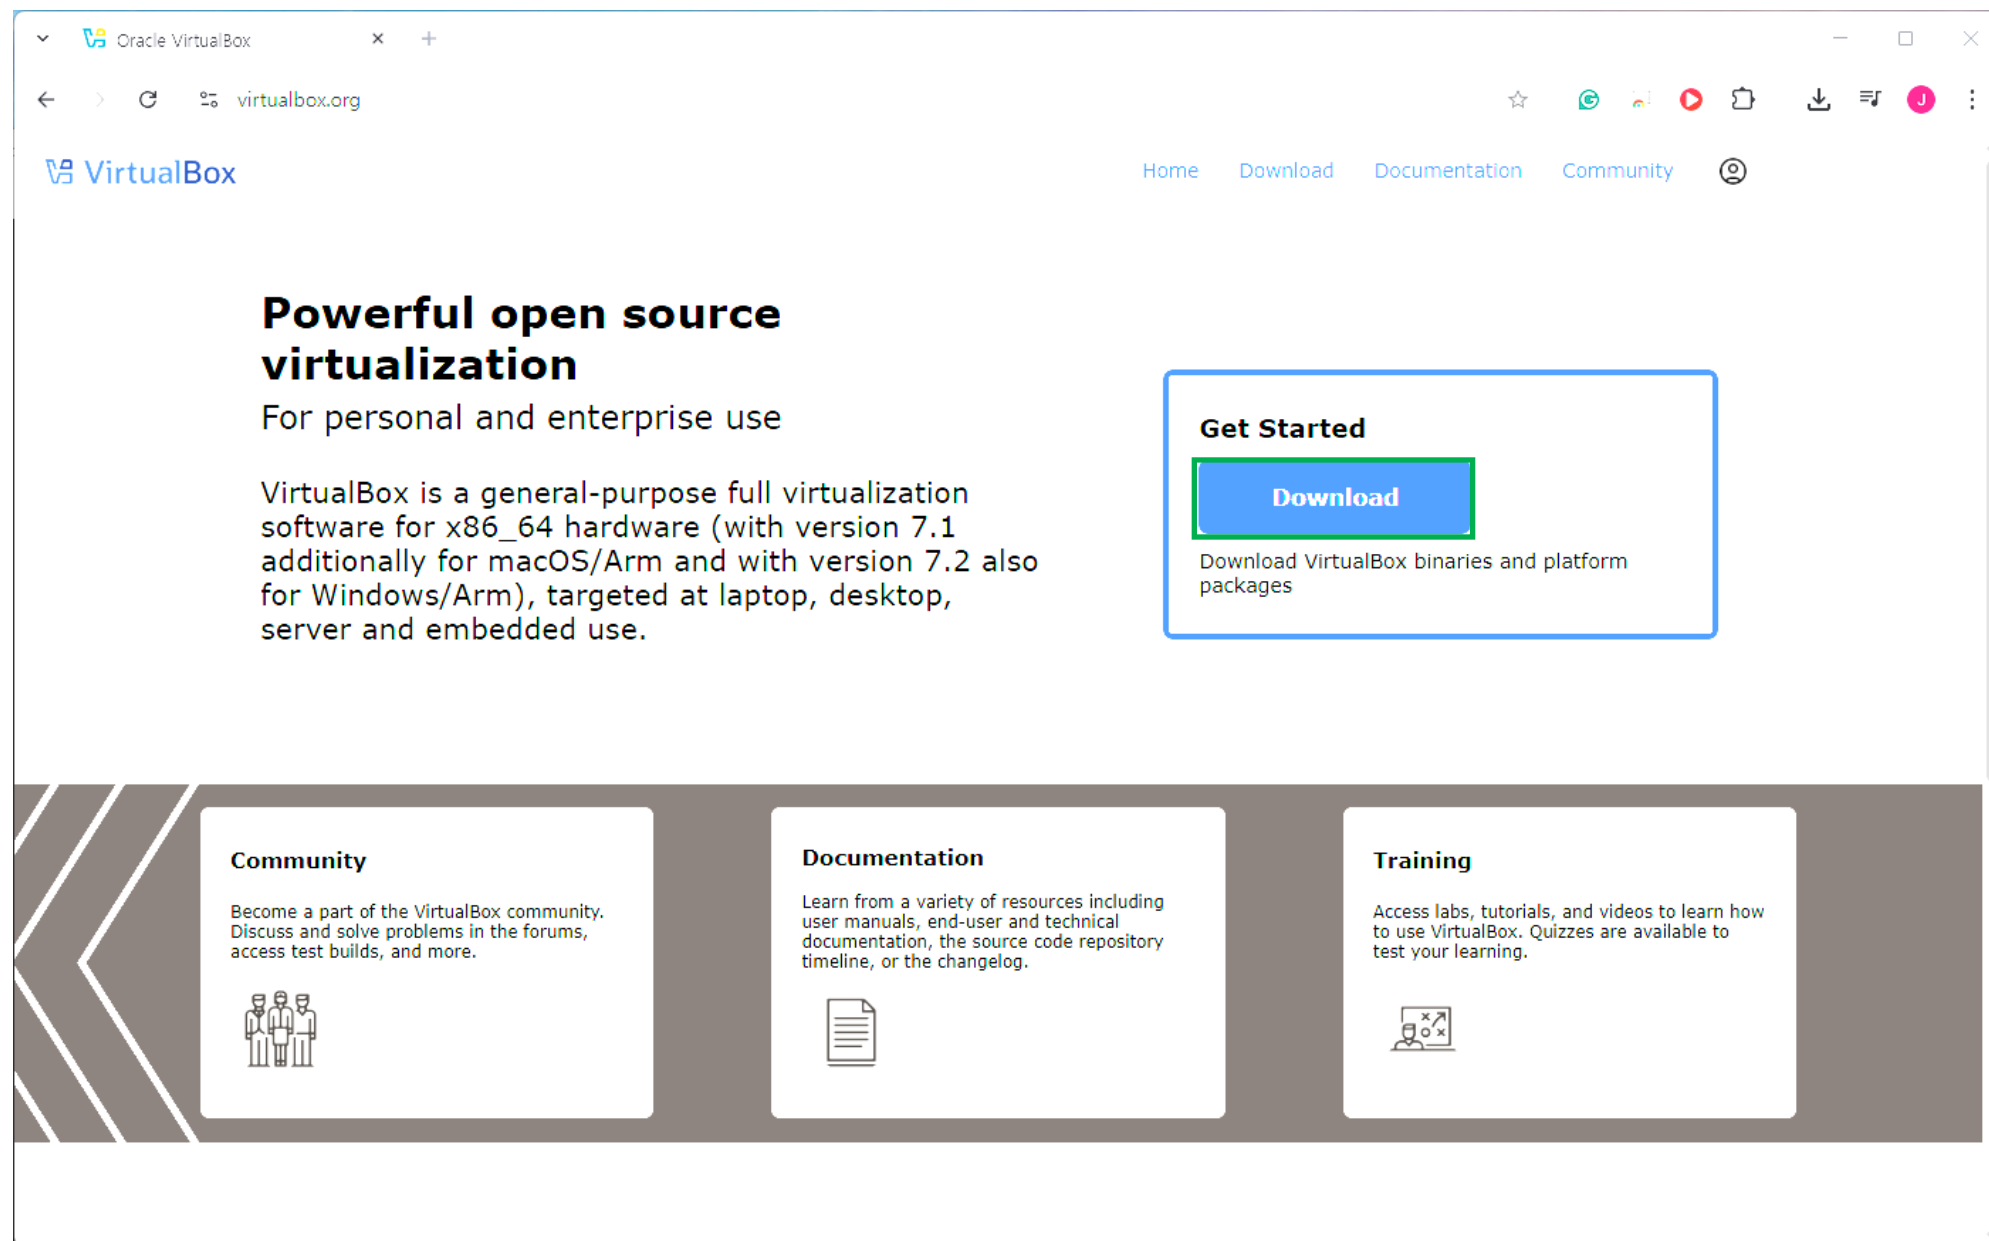 Oracle VirtualBox
virtualbox.org
J
VirtualBox
Home Download Documentation Community
Powerful open source
virtualization
For personal and enterprise use
VirtualBox is a general-purpose full virtualization
software for x86_64 hardware (with version 7.1
additionally for macOS/Arm and with version 7.2 also
for Windows/Arm), targeted at laptop, desktop,
server and embedded use.
Get Started
Download
Download VirtualBox binaries and platform
packages
Community
Become a part of the VirtualBox community.
Discuss and solve problems in the forums,
access test builds, and more.
Documentation
Learn from a variety of resources including
user manuals, end-user and technical
documentation, the source code repository
timeline, or the changelog.
Training
Access labs, tutorials, and videos to learn how
to use VirtualBox. Quizzes are available to
test your learning.